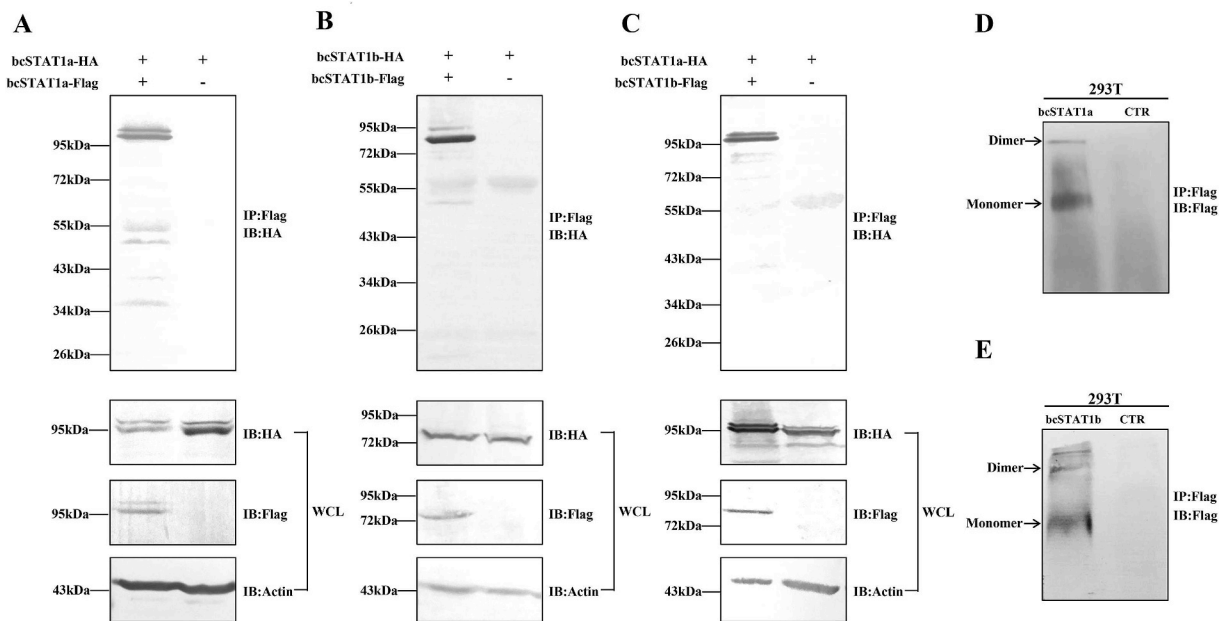 A
bcSTAT1a-HA + +
bcSTAT1a-Flag + -
95kDa
72kDa
55kDa
43kDa
34kDa
26kDa
IP:Flag
IB:HA
95kDa
IB:HA
95kDa
IB:Flag
43kDa
IB:Actin
WCL
B
bcSTAT1b-HA + +
bcSTAT1b-Flag + -
95kDa
72kDa
55kDa
43kDa
34kDa
26kDa
IP:Flag
IB:HA
95kDa
72kDa
IB:HA
95kDa
72kDa
IB:Flag
43kDa
IB:Actin
WCL
C
bcSTAT1a-HA + +
bcSTAT1b-Flag + -
95kDa
72kDa
55kDa
43kDa
34kDa
26kDa
IP:Flag
IB:HA
95kDa
IB:HA
95kDa
72kDa
IB:Flag
43kDa
IB:Actin
WCL
D
293T
bcSTAT1a CTR
Dimer
Monomer
IP:Flag
IB:Flag
E
293T
bcSTAT1b CTR
Dimer
Monomer
IP:Flag
IB:Flag